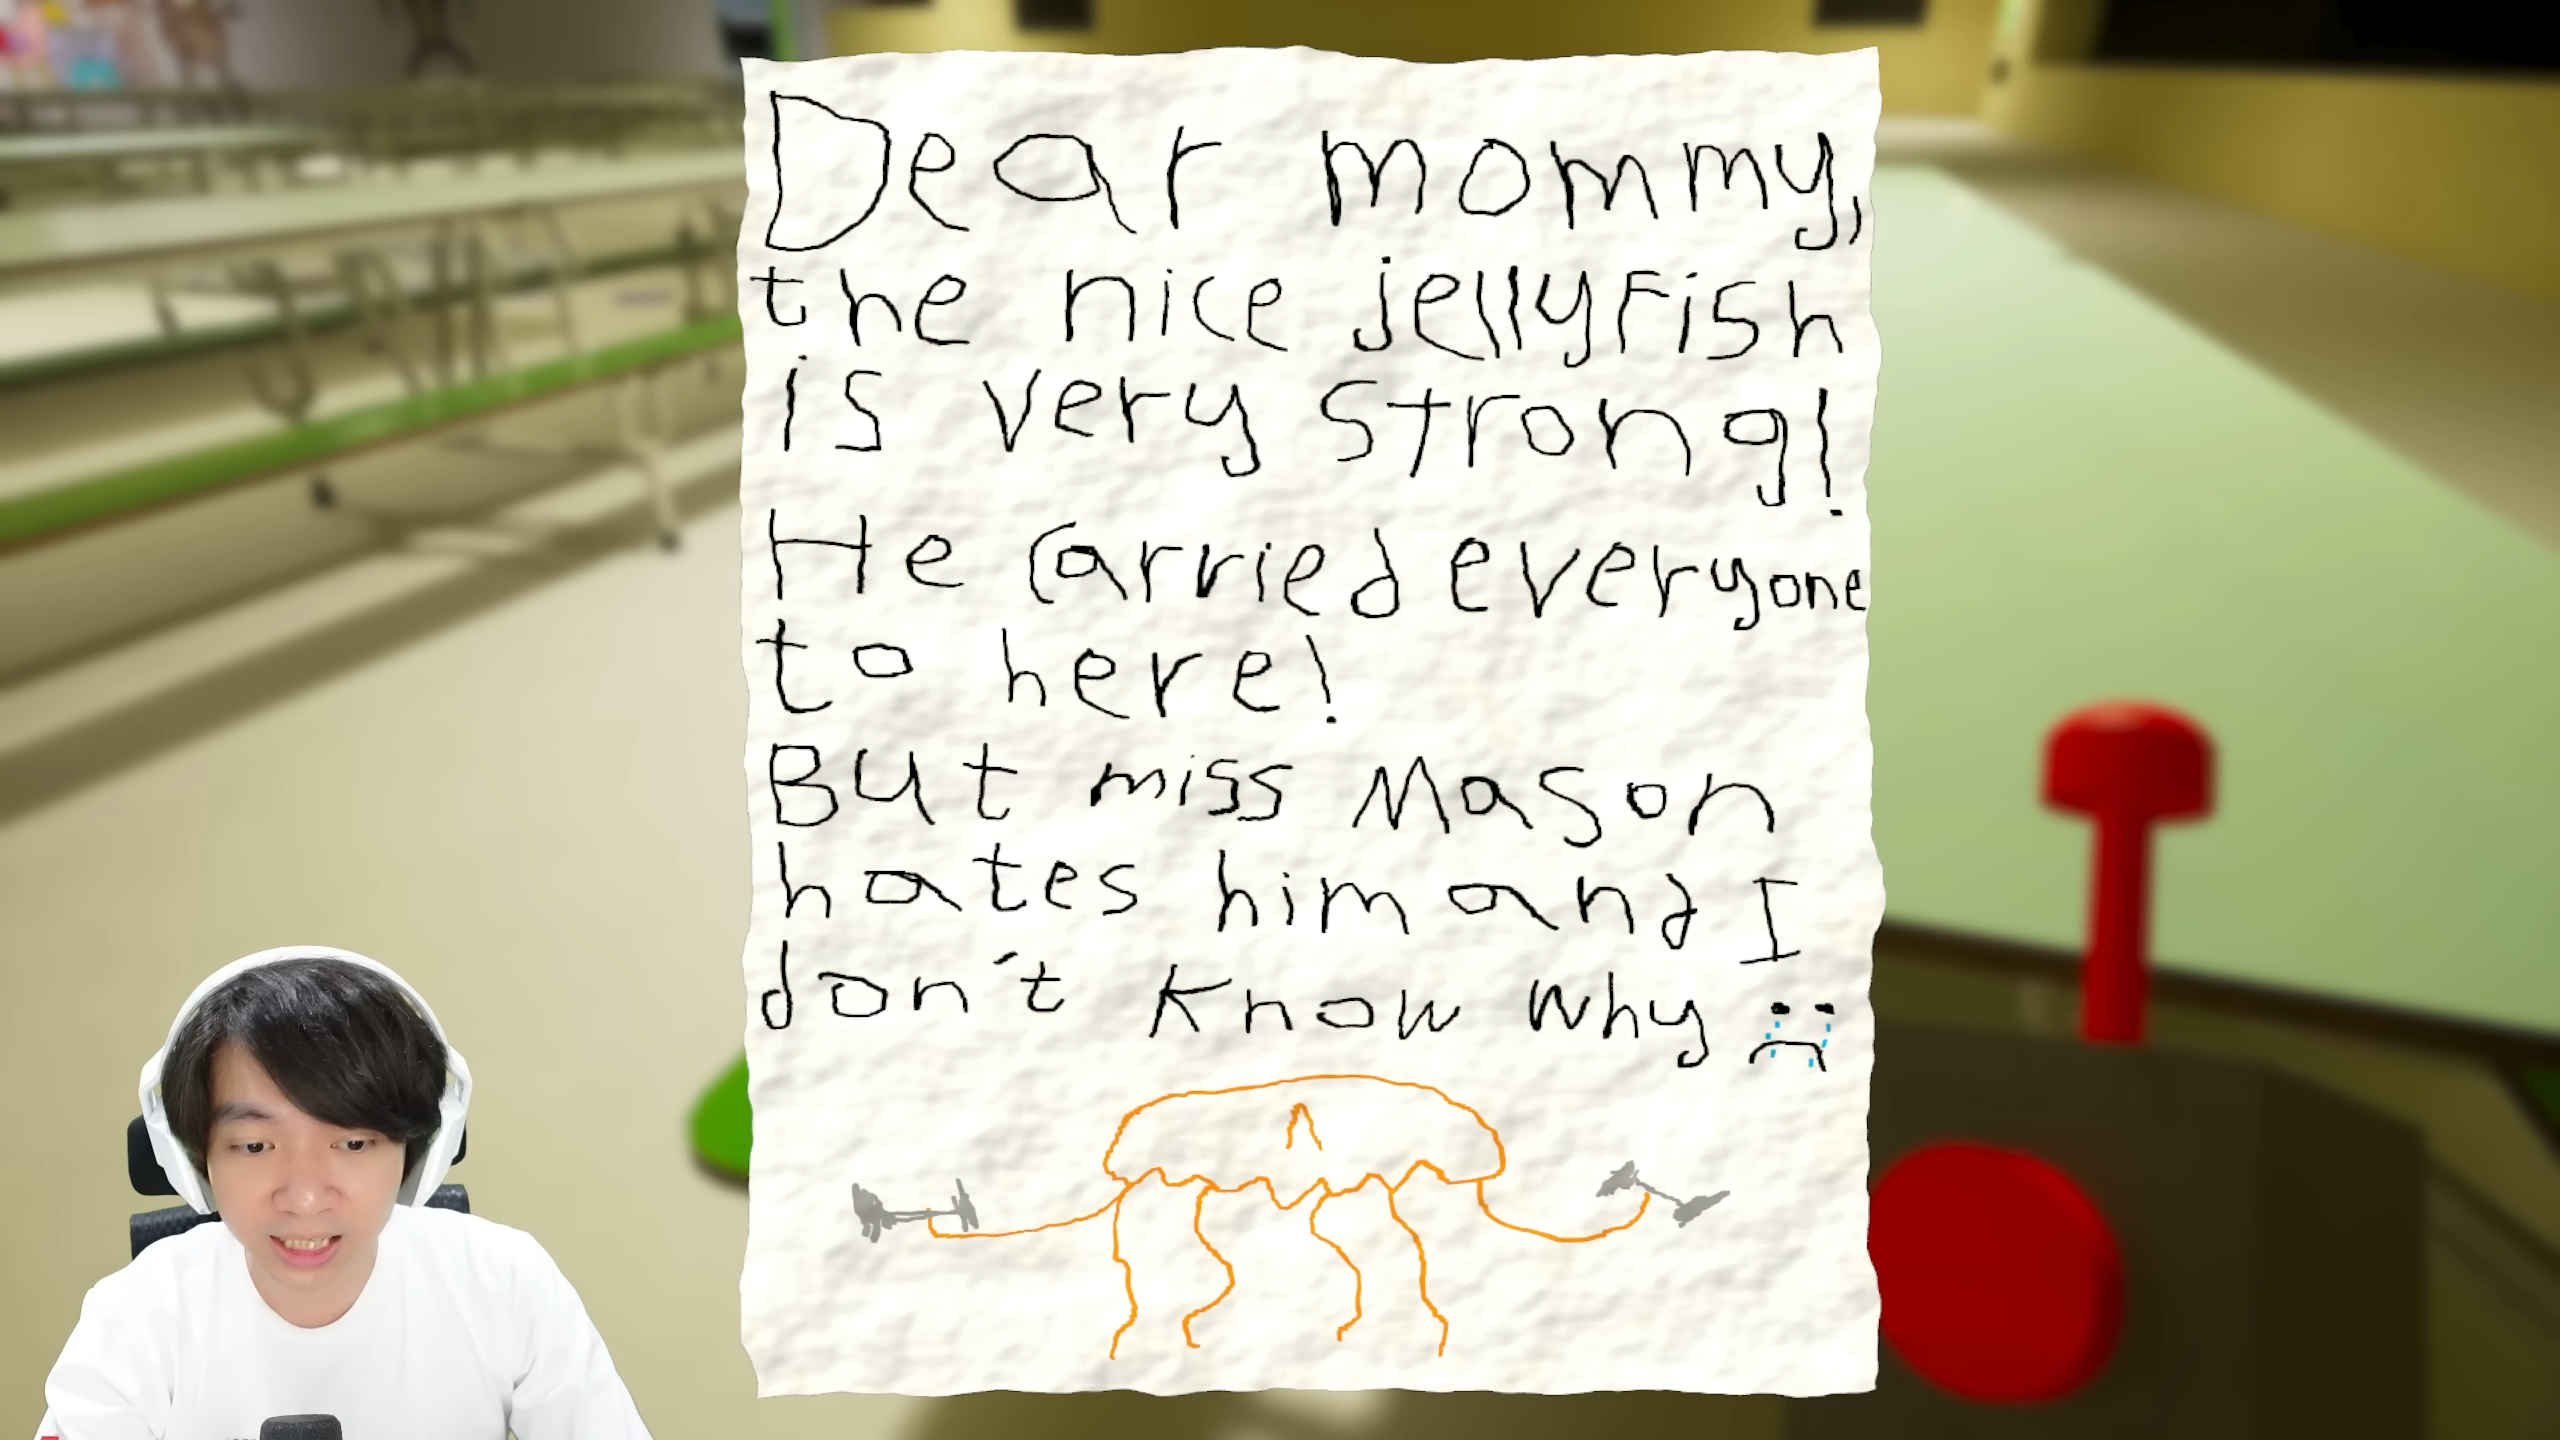 Dear mommy,
the nice jellyFish
is very strong!
He carried everyone
to here!
But miss Mason
hates him and I
don't know why